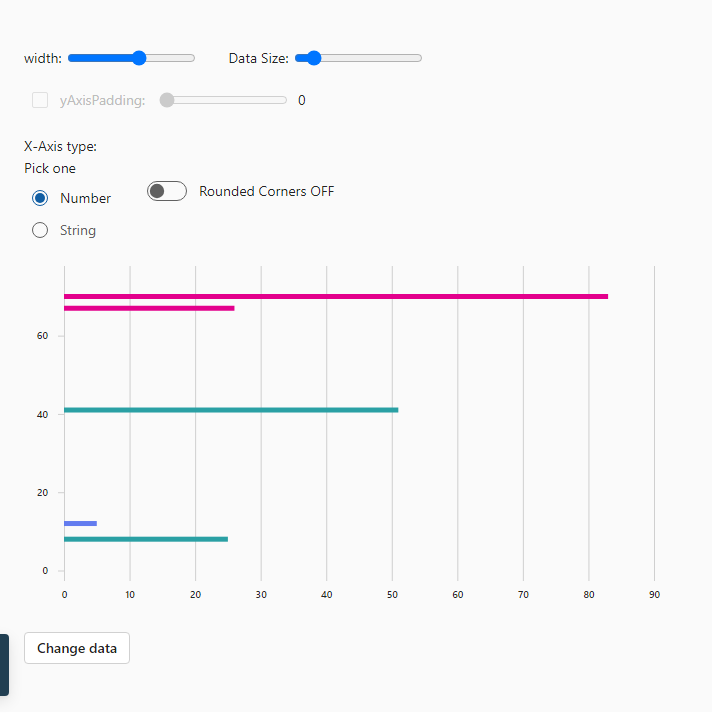 width: Data Size:
yAxisPadding: 0
X-Axis type:
Pick one
Number Rounded Corners OFF
String
60
40
20
0
0 10 20 30 40 50 60 70 80 90
Change data